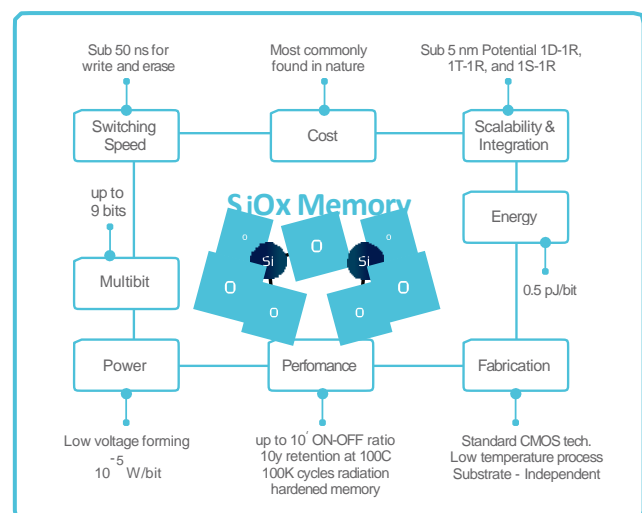 Sub 50 ns for
write and erase
Most commonly
found in nature
Sub 5 nm Potential 1D-1R,
1T-1R, and 1S-1R
Switching
Speed
Cost
Scalability &
Integration
up to
9 bits
SiOx Memory
Energy
O
O
O
Si
Si
O
O
O
O
Multibit
0.5 pJ/bit
Power
Perfomance
Fabrication
Low voltage forming
10⁻⁵ W/bit
up to 10′ ON-OFF ratio
10y retention at 100C
100K cycles radiation
hardened memory
Standard CMOS tech.
Low temperature process
Substrate - Independent